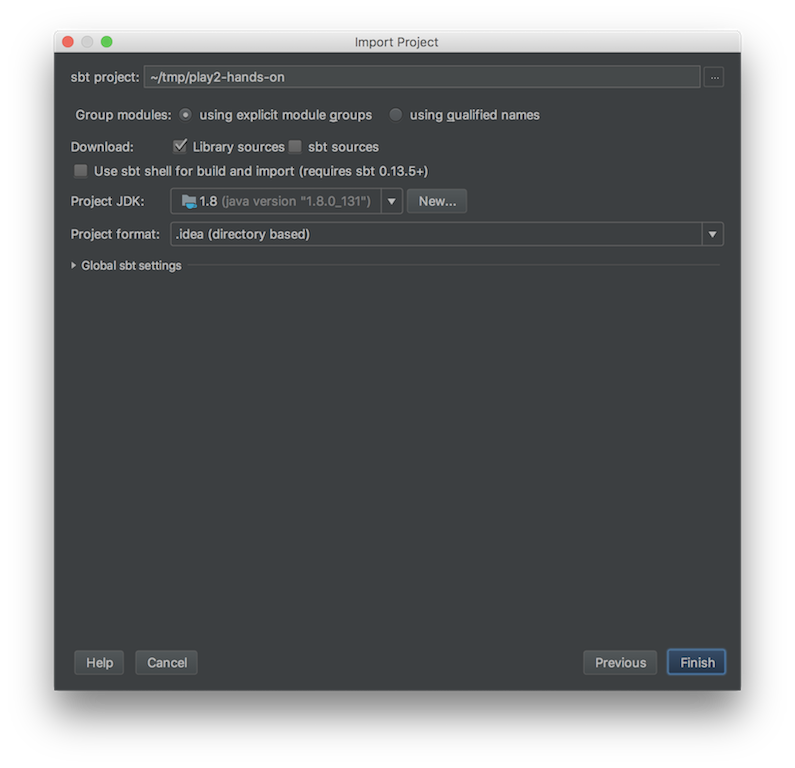 Import Project
sbt project: ~/tmp/play2-hands-on ...
Group modules: using explicit module groups using qualified names
Download: Library sources sbt sources
Use sbt shell for build and import (requires sbt 0.13.5+)
Project JDK: 1.8 (java version "1.8.0_131") New...
Project format: .idea (directory based)
Global sbt settings
Help Cancel Previous Finish